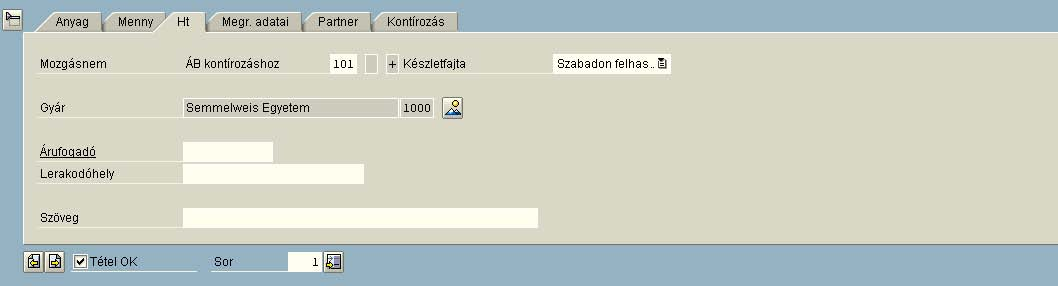 Anyag Menny Ht Megr. adatai Partner Kontírozás
Mozgásnem ÁB kontírozáshoz 101 + Készletfajta Szabadon felhas..
Gyár Semmelweis Egyetem 1000
Árufogadó
Lerakodóhely
Szöveg
Tétel OK Sor 1